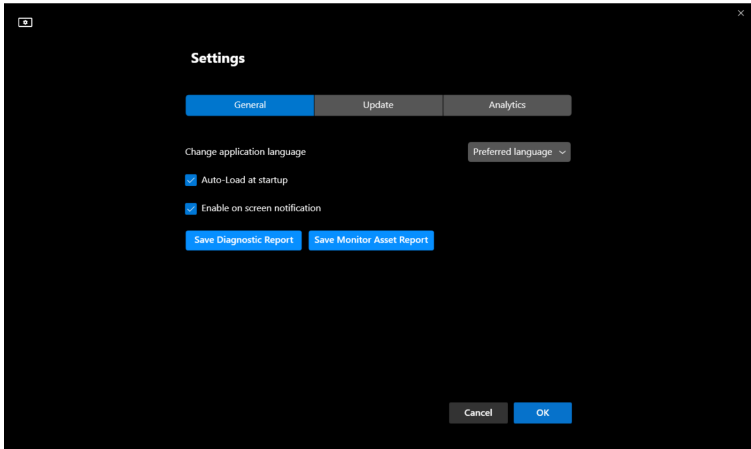 Settings
General Update Analytics
Change application language Preferred language
Auto-Load at startup
Enable on screen notification
Save Diagnostic Report Save Monitor Asset Report
Cancel OK